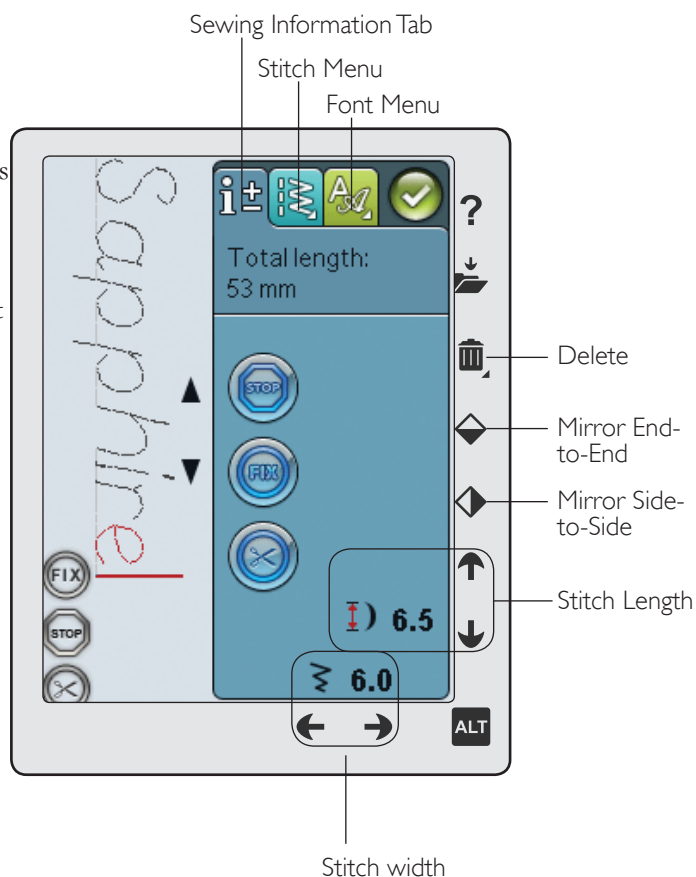 Sewing Information Tab
Stitch Menu
Font Menu
s
t
Sapphire
i±
A A
?
Total length:
53 mm
STOP
FIX
Delete
Mirror End-
to-End
Mirror Side-
to-Side
FIX
STOP
6.5
Stitch Length
6.0
ALT
Stitch width